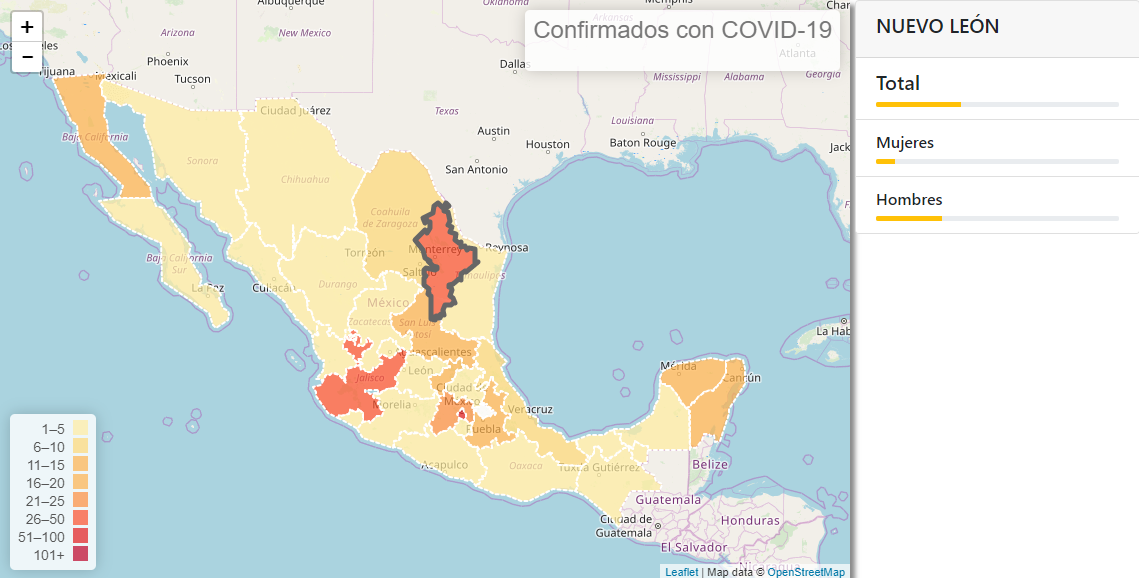 Albuquerque
Oklahoma
Memphis
Arkansas
+
−
Arizona
New Mexico
Confirmados con COVID-19
Atlanta
Phoenix
Tucson
Dallas
Mississippi
Alabama
Georgia
Tijuana
Mexicali
Ciudad Juárez
Texas
Louisiana
Baja California
Austin
Houston
Baton Rouge
Jack
Sonora
San Antonio
Chihuahua
Coahuila
de Zaragoza
Monterrey
Reynosa
Torreón
Baja California
Sur
La Paz
Culiacán
Durango
México
La Hab
Aguascalientes
León
Jalisco
Mérida
Cancún
Ciudad de
México
Morelia
Veracruz
Puebla
Acapulco
Oaxaca
Tuxtla Gutiérrez
Belize
Guatemala
Ciudad de
Guatemala
Honduras
El Salvador
Nicaragua
1–5
6–10
11–15
16–20
21–25
26–50
51–100
101+
Leaflet | Map data © OpenStreetMap
NUEVO LEÓN
Total
Mujeres
Hombres